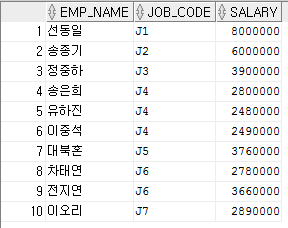 EMP_NAME JOB_CODE SALARY
1 선동일 J1 8000000
2 송종기 J2 6000000
3 정중하 J3 3900000
4 송은희 J4 2800000
5 유하진 J4 2480000
6 이중석 J4 2490000
7 대북혼 J5 3760000
8 차태연 J6 2780000
9 전지연 J6 3660000
10 이오리 J7 2890000